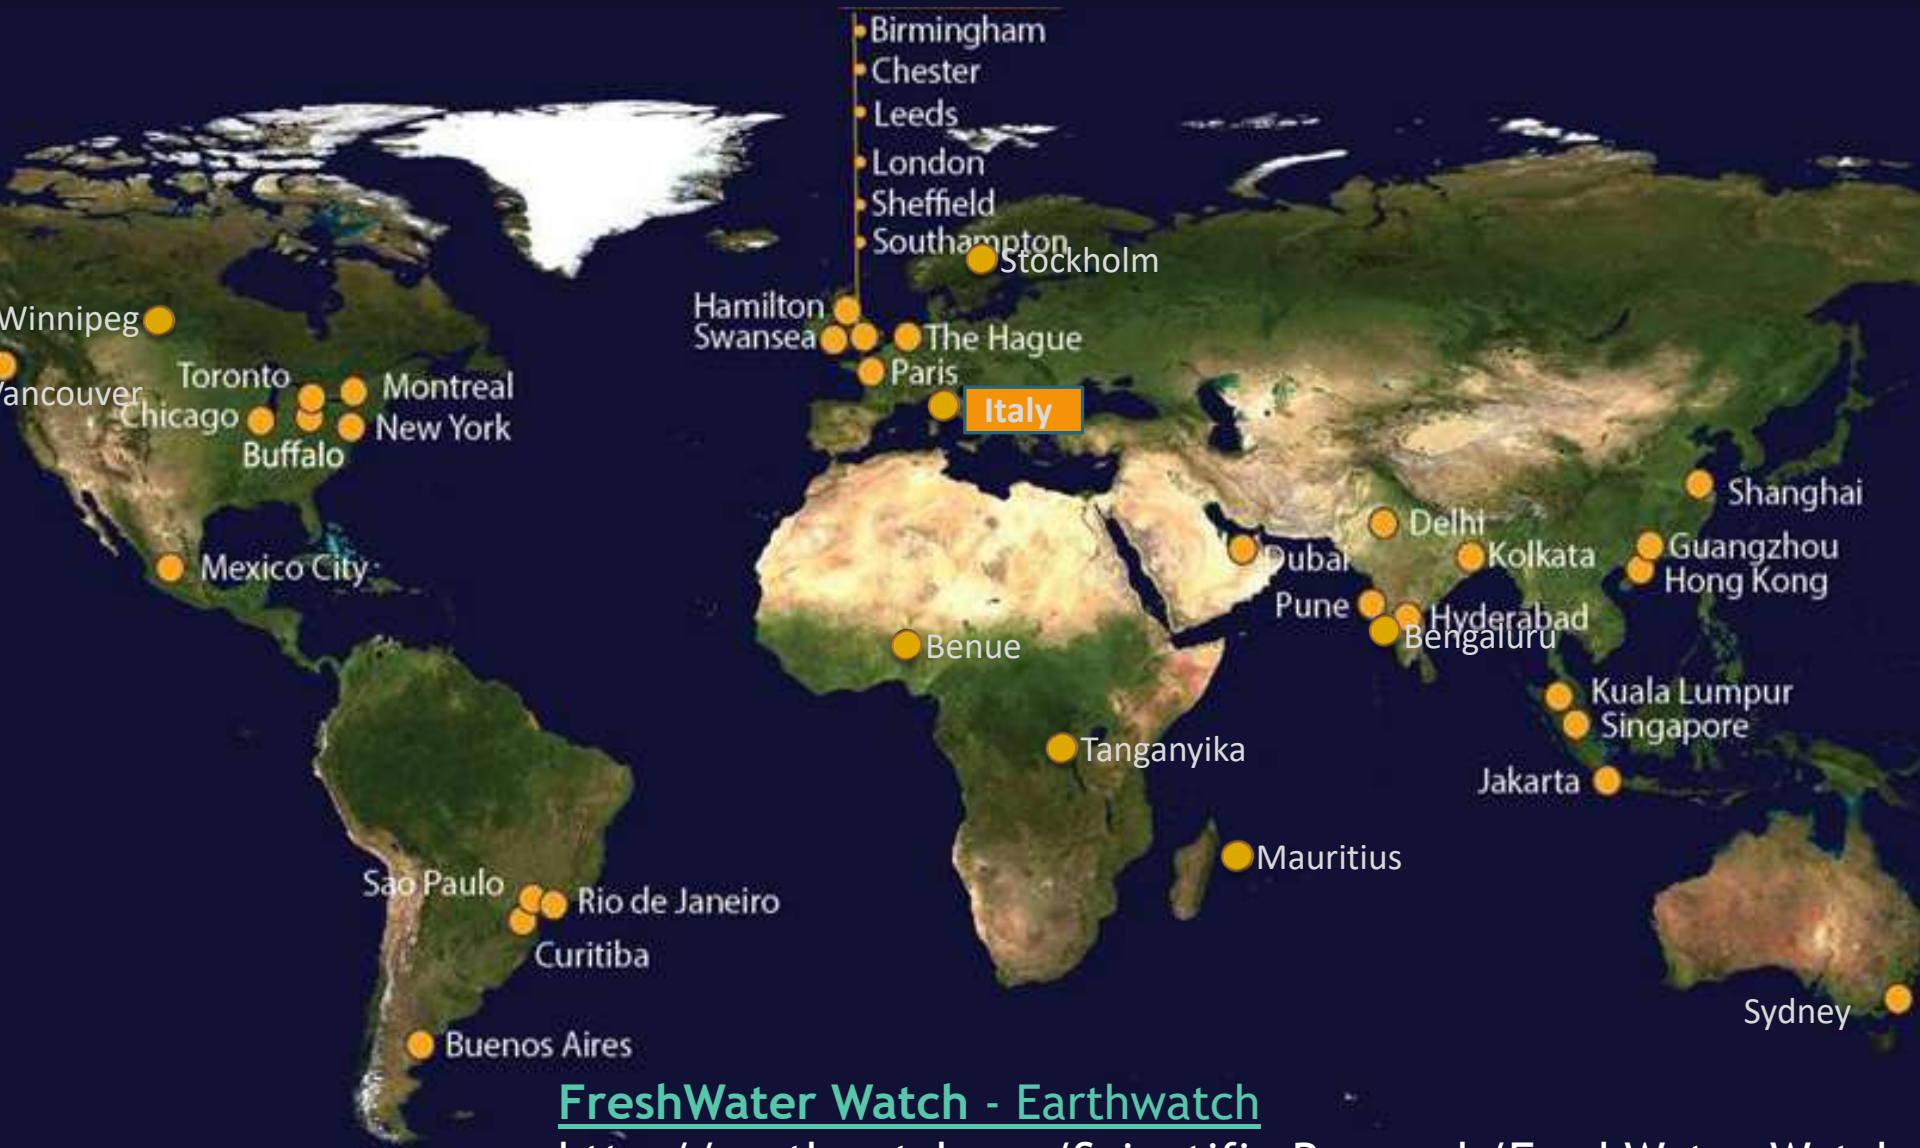 Birmingham
Chester
Leeds
London
Sheffield
Southampton
Stockholm
Hamilton
Winnipeg
Swansea
The Hague
Paris
Toronto
Montreal
Vancouver
Italy
Chicago
New York
Buffalo
Shanghai
Delhi
Guangzhou
Dubai
Kolkata
Mexico City
Hong Kong
Pune
Hyderabad
Bengaluru
Benue
Kuala Lumpur
Singapore
Tanganyika
Jakarta
Mauritius
Sao Paulo
Rio de Janeiro
Curitiba
Sydney
Buenos Aires
FreshWater Watch - Earthwatch